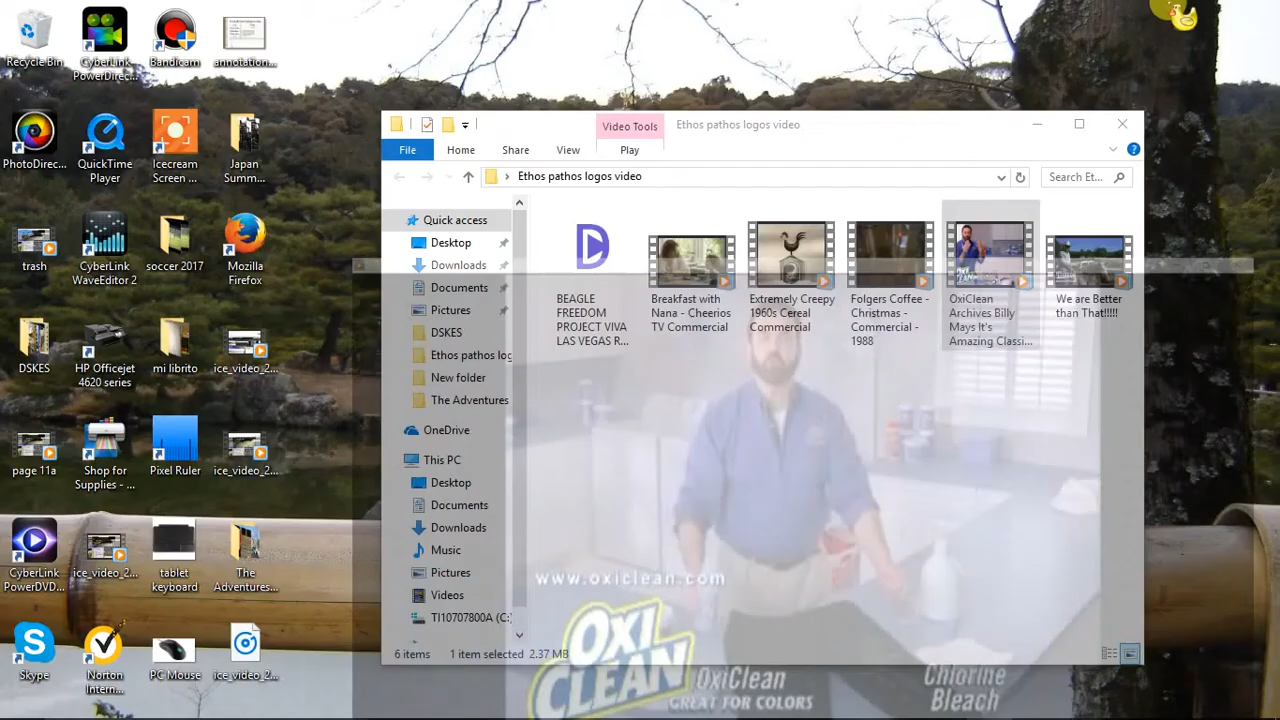 Recycle Bin
CyberLink
PowerDirec...
Bandicam
annotation...
PhotoDirec...
QuickTime
Player
Icecream
Screen ...
Japan
Summ...
trash
CyberLink
WaveEditor 2
soccer 2017
Mozilla
Firefox
DSKES
HP Officejet
4620 series
mi librito
ice_video_2...
page 11a
Shop for
Supplies - ...
Pixel Ruler
ice_video_2...
CyberLink
PowerDVD...
ice_video_2...
tablet
keyboard
The
Adventures...
Skype
Norton
Intern...
PC Mouse
ice_video_2...
Video Tools
Ethos pathos logos video
File
Home
Share
View
Play
Ethos pathos logos video
Search Et...
Quick access
Desktop
Downloads
Documents
Pictures
DSKES
Ethos pathos log
New folder
The Adventures
OneDrive
This PC
Desktop
Documents
Downloads
Music
Pictures
Videos
TI10707800A (C:)
BEAGLE
FREEDOM
PROJECT VIVA
LAS VEGAS R...
Breakfast with
Nana - Cheerios
TV Commercial
Extremely Creepy
1960s Cereal
Commercial
Folgers Coffee -
Christmas -
Commercial -
1988
OxiClean
Archives Billy
Mays It's
Amazing Classi...
We are Better
than That!!!!!
6 items
1 item selected
2.37 MB
www.oxiclean.com
OXI
CLEAN
OxiClean
GREAT FOR COLORS
Chlorine
Bleach